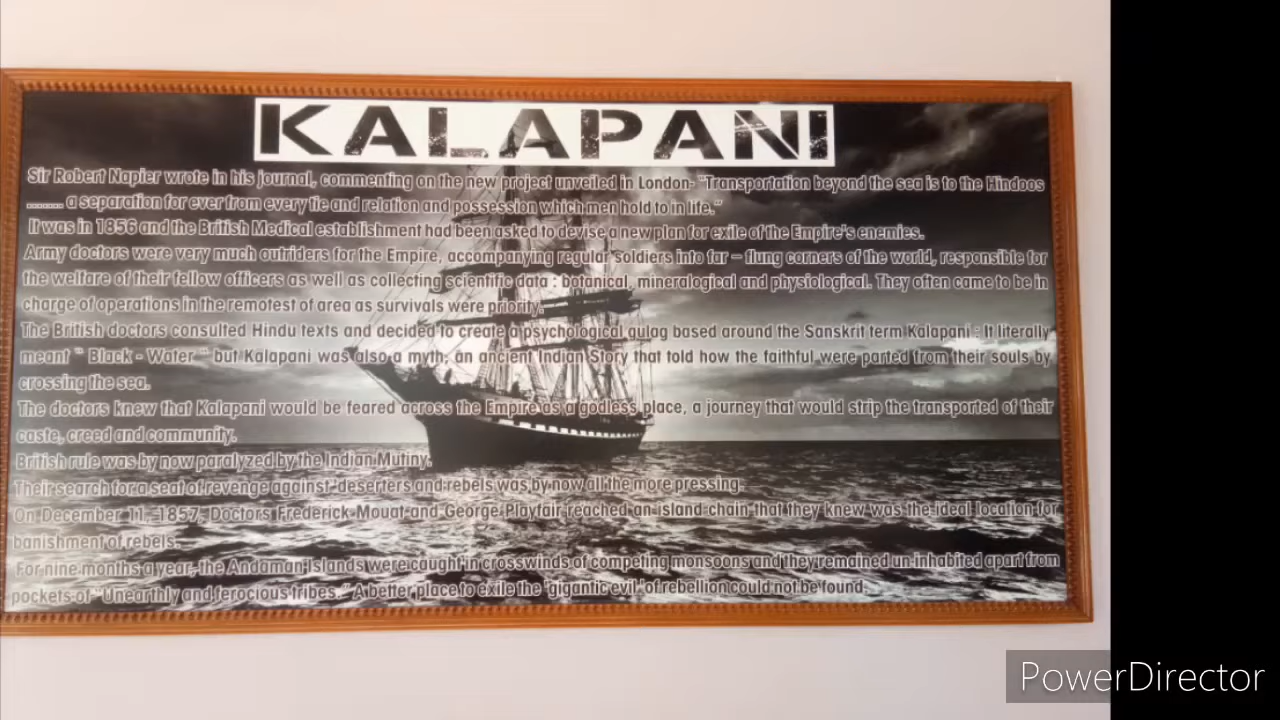 KALAPANI
Sir Robert Napier wrote in his journal, commenting on the new project unveiled in London- "Transportation beyond the sea is to the Hindoos
....... a separation for ever from every tie and relation and possession which men hold to in life."
It was in 1856 and the British Medical establishment had been asked to devise a new plan for exile of the Empire's enemies.
Army doctors were very much outriders for the Empire, accompanying regular soldiers into far – flung corners of the world, responsible for
the welfare of their fellow officers as well as collecting scientific data : botanical, mineralogical and physiological. They often came to be in
charge of operations in the remotest of area as survivals were priority.
The British doctors consulted Hindu texts and decided to create a psychological gulag based around the Sanskrit term Kalapani : It literally
meant " Black - Water " but Kalapani was also a myth, an ancient Indian Story that told how the faithful were parted from their souls by
crossing the sea.
The doctors knew that Kalapani would be feared across the Empire as a godless place, a journey that would strip the transported of their
caste, creed and community.
British rule was by now paralyzed by the Indian Mutiny.
Their search for a seat of revenge against deserters and rebels was by now all the more pressing.
On December 11, 1857, Doctors Frederick Mouat and George Playfair reached an island chain that they knew was the ideal location for
banishment of rebels.
For nine months a year, the Andaman Islands were caught in crosswinds of competing monsoons and they remained un-inhabited apart from
pockets of "Unearthly and ferocious tribes." A better place to exile the "gigantic evil" of rebellion could not be found
PowerDirector